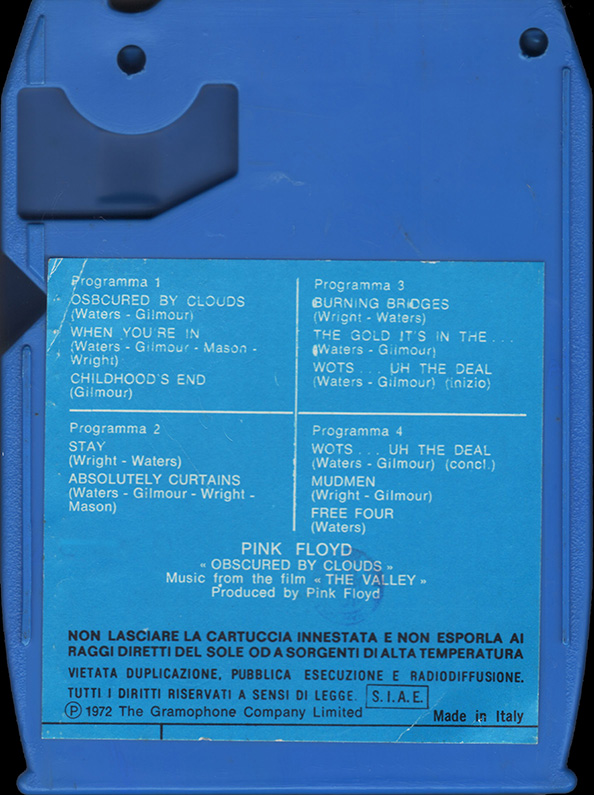 Programma 1
OSBCURED BY CLOUDS
(Waters - Gilmour)
WHEN YOU'RE IN
(Waters - Gilmour - Mason -
Wright)
CHILDHOOD'S END
(Gilmour)
Programma 2
STAY
(Wright - Waters)
ABSOLUTELY CURTAINS
(Waters - Gilmour - Wright -
Mason)
Programma 3
BURNING BRIDGES
(Wright - Waters)
THE GOLD IT'S IN THE ...
(Waters - Gilmour)
WOTS ... UH THE DEAL
(Waters - Gilmour) (inizio)
Programma 4
WOTS ... UH THE DEAL
(Waters - Gilmour) (concl.)
MUDMEN
(Wright - Gilmour)
FREE FOUR
(Waters)
PINK FLOYD
« OBSCURED BY CLOUDS »
Music from the film « THE VALLEY »
Produced by Pink Floyd
NON LASCIARE LA CARTUCCIA INNESTATA E NON ESPORLA AI
RAGGI DIRETTI DEL SOLE OD A SORGENTI DI ALTA TEMPERATURA
VIETATA DUPLICAZIONE, PUBBLICA ESECUZIONE E RADIODIFFUSIONE.
TUTTI I DIRITTI RISERVATI A SENSI DI LEGGE. S.I.A.E.
℗ 1972 The Gramophone Company Limited
Made in Italy